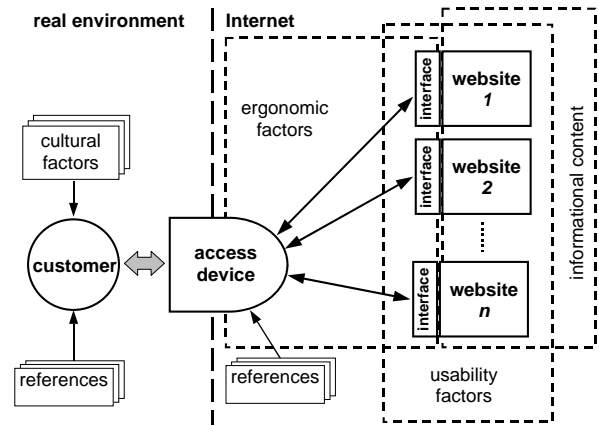 real environment
Internet
cultural
factors
customer
references
ergonomic
factors
access
device
references
interface
website
1
interface
website
2
interface
website
n
usability
factors
informational content